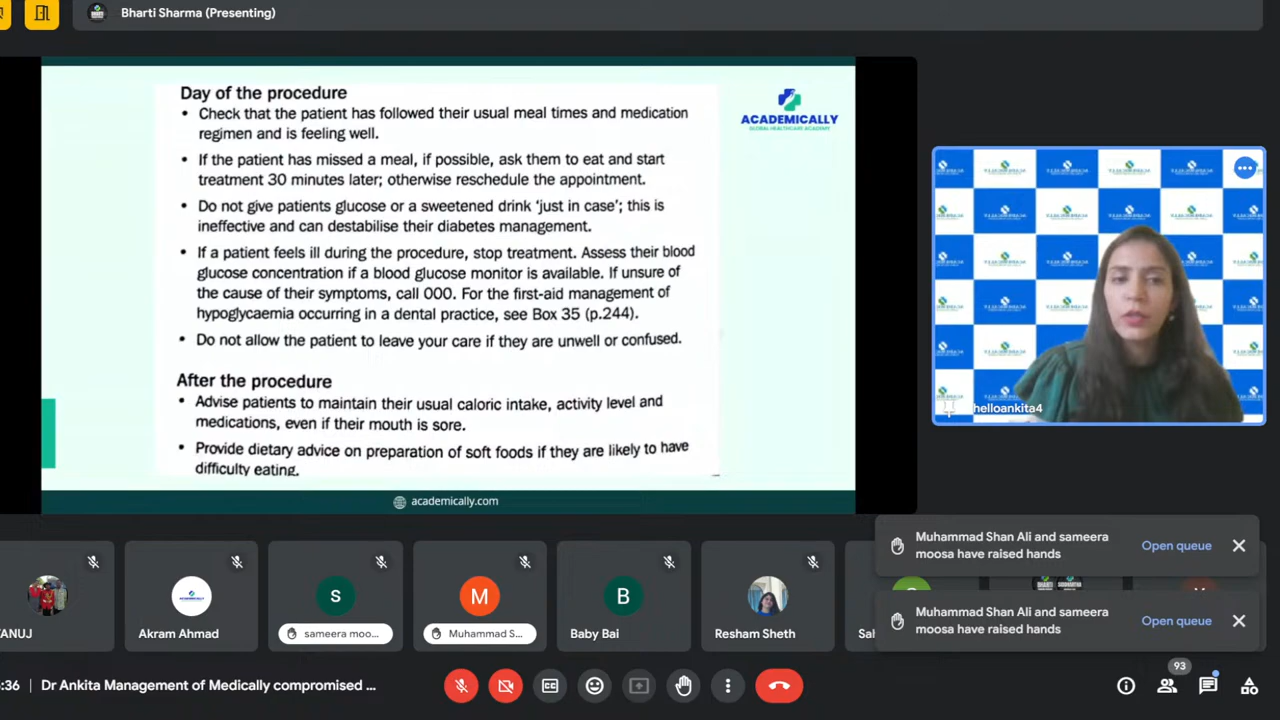 Bharti Sharma (Presenting)
Day of the procedure
• Check that the patient has followed their usual meal times and medication
regimen and is feeling well.
• If the patient has missed a meal, if possible, ask them to eat and start
treatment 30 minutes later; otherwise reschedule the appointment.
• Do not give patients glucose or a sweetened drink ‘just in case’; this is
ineffective and can destabilise their diabetes management.
• If a patient feels ill during the procedure, stop treatment. Assess their blood
glucose concentration if a blood glucose monitor is available. If unsure of
the cause of their symptoms, call 000. For the first-aid management of
hypoglycaemia occurring in a dental practice, see Box 35 (p.244).
• Do not allow the patient to leave your care if they are unwell or confused.
After the procedure
• Advise patients to maintain their usual caloric intake, activity level and
medications, even if their mouth is sore.
• Provide dietary advice on preparation of soft foods if they are likely to have
difficulty eating.
ACADEMICALLY
GLOBAL HEALTHCARE ACADEMY
academically.com
helloankita4
Muhammad Shan Ali and sameera
moosa have raised hands
Open queue
Muhammad Shan Ali and sameera
moosa have raised hands
Open queue
ANUJ
Akram Ahmad
S
sameera moo...
M
Muhammad S...
B
Baby Bai
Resham Sheth
:36 | Dr Ankita Management of Medically compromised ...
93